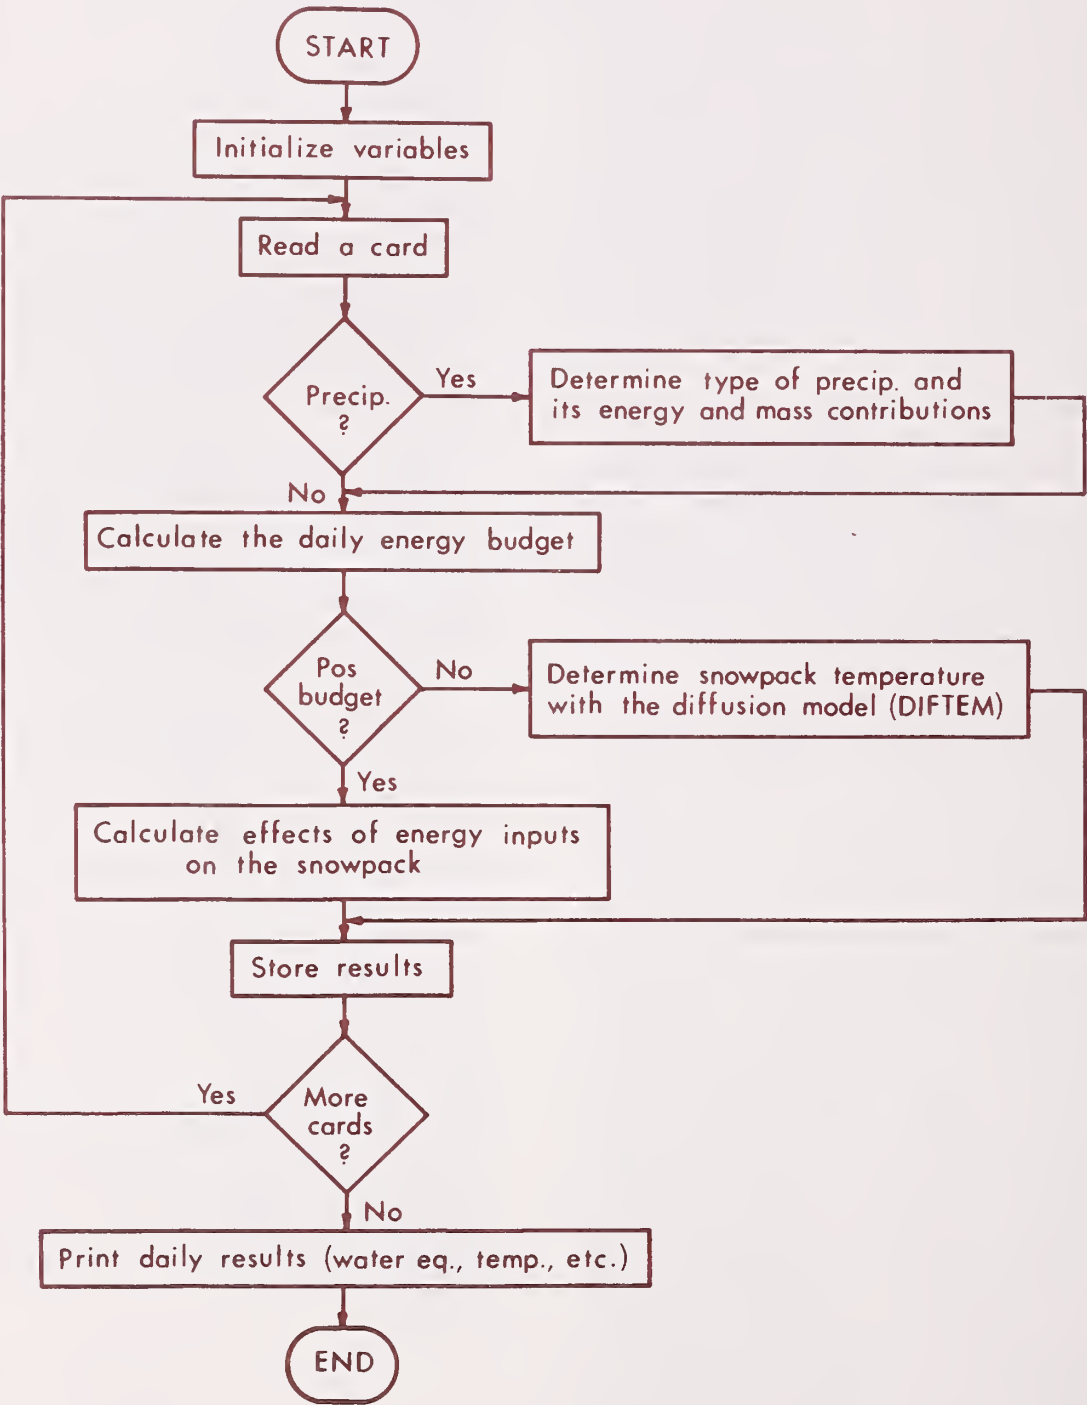 START
Initialize variables
Read a card
Precip.
?
Yes
Determine type of precip. and
its energy and mass contributions
No
Calculate the daily energy budget
Pos
budget
?
No
Determine snowpack temperature
with the diffusion model (DIFTEM)
Yes
Calculate effects of energy inputs
on the snowpack
Store results
Yes
More
cards
?
No
Print daily results (water eq., temp., etc.)
END